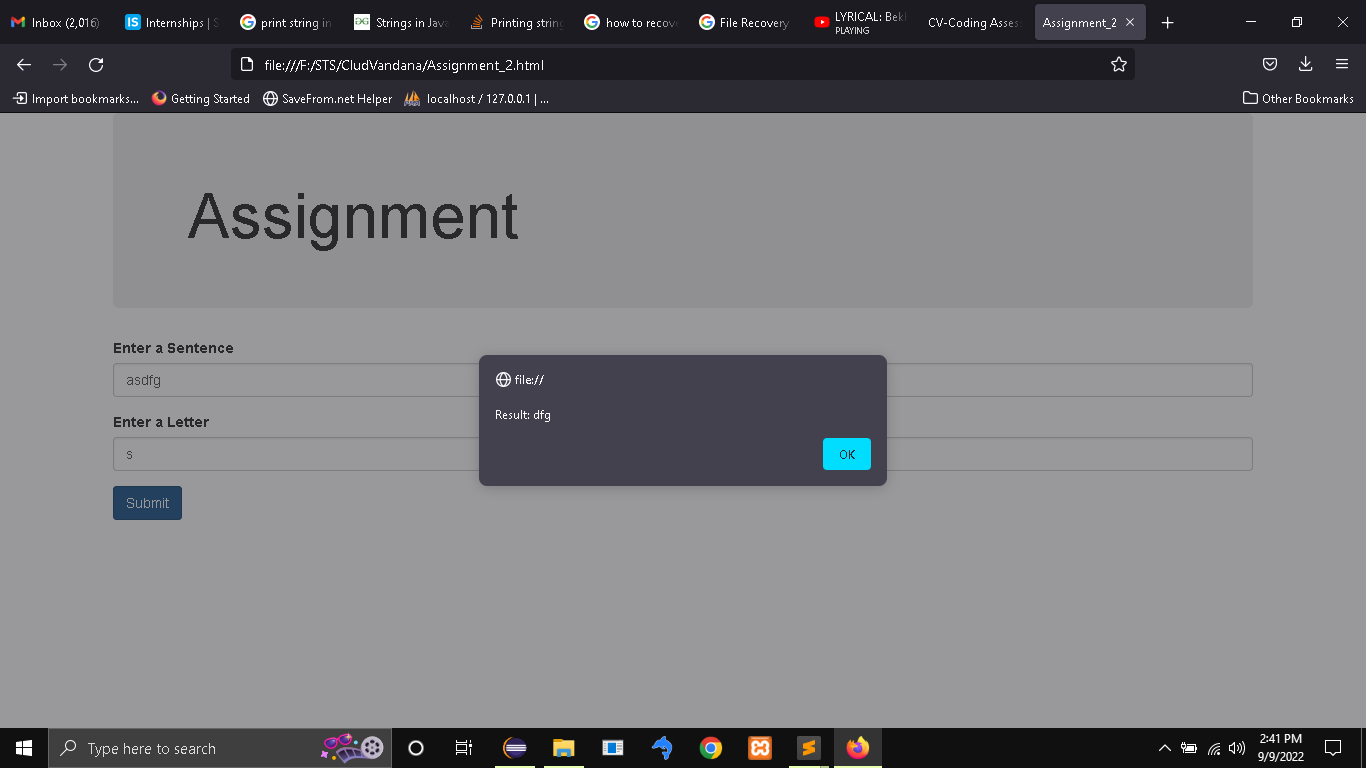 Inbox (2,016)
Internships | S
print string in
Strings in Java
Printing string
how to recov
File Recovery
LYRICAL: Bek
PLAYING
CV-Coding Asses
Assignment_2
file:///F:/STS/CludVandana/Assignment_2.html
Import bookmarks...
Getting Started
SaveFrom.net Helper
localhost / 127.0.0.1 | ...
Other Bookmarks
Assignment
Enter a Sentence
asdfg
Enter a Letter
s
Submit
file://
Result: dfg
OK
Type here to search
2:41 PM
9/9/2022